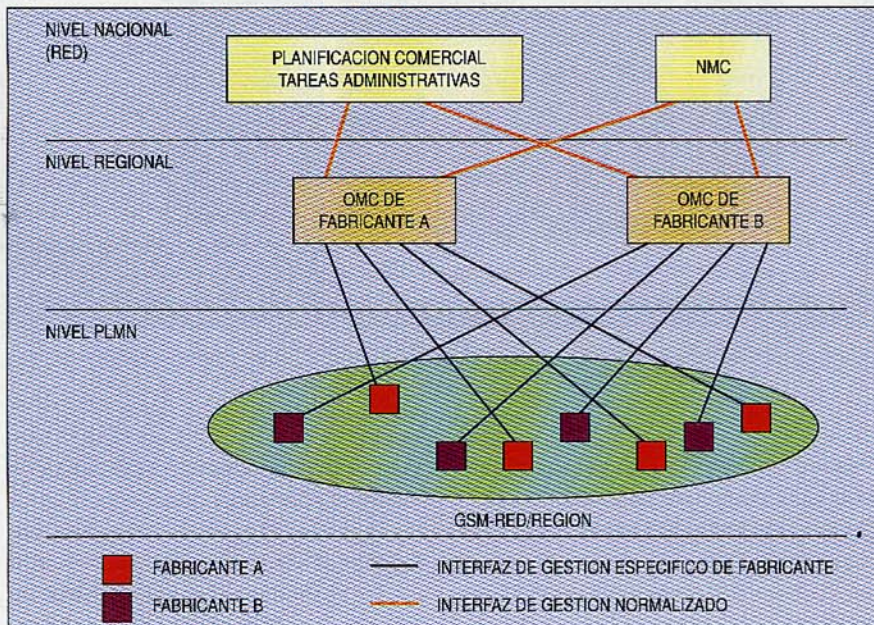 NIVEL NACIONAL
(RED)
PLANIFICACION COMERCIAL
TAREAS ADMINISTRATIVAS
NMC
NIVEL REGIONAL
OMC DE
FABRICANTE A
OMC DE
FABRICANTE B
NIVEL PLMN
GSM-RED/REGION
FABRICANTE A
INTERFAZ DE GESTION ESPECIFICO DE FABRICANTE
FABRICANTE B
INTERFAZ DE GESTION NORMALIZADO